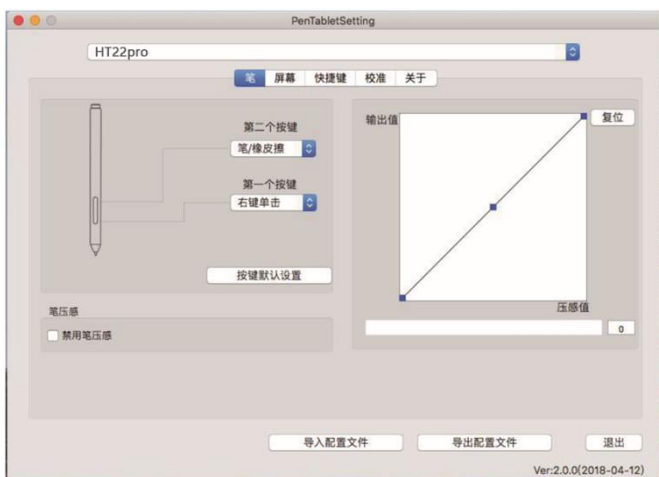 PenTabletSetting
HT22pro
笔 屏幕 快捷键 校准 关于
第二个按键
笔/橡皮擦
第一个按键
右键单击
按键默认设置
笔压感
禁用笔压感
输出值
复位
压感值
0
导入配置文件 导出配置文件 退出
Ver:2.0.0(2018-04-12)